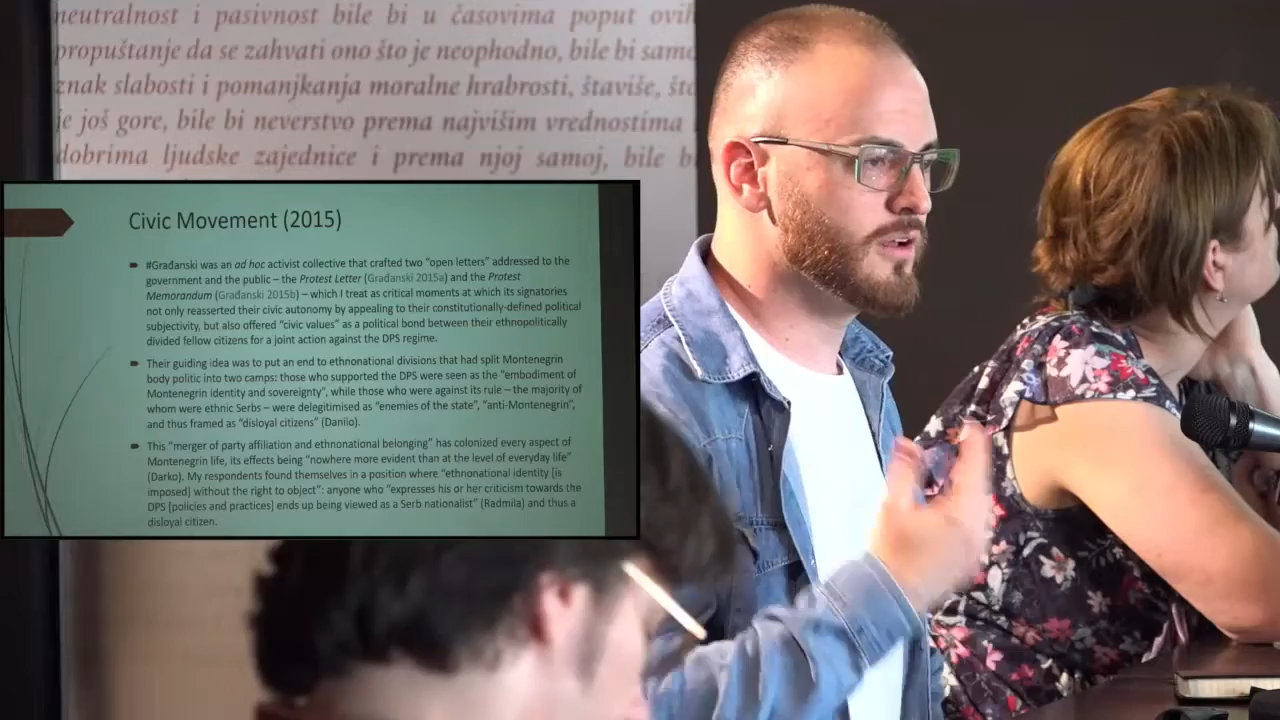 neutralnost i pasivnost bile bi u časovima poput ovih
propuštanje da se zahvati ono što je neophodno, bile bi samo
znak slabosti i pomanjkanja moralne hrabrosti, štaviše, što
je još gore, bile bi neverstvo prema najvišim vrednostima
dobrima ljudske zajednice i prema njoj samoj, bile b
Civic Movement (2015)
#Građanski was an ad hoc activist collective that crafted two “open letters” addressed to the
government and the public – the Protest Letter (Građanski 2015a) and the Protest
Memorandum (Građanski 2015b) – which I treat as critical moments at which its signatories
not only reasserted their civic autonomy by appealing to their constitutionally-defined political
subjectivity, but also offered “civic values” as a political bond between their ethnopolitically
divided fellow citizens for a joint action against the DPS regime.
Their guiding idea was to put an end to ethnonational divisions that had split Montenegrin
body politic into two camps: those who supported the DPS were seen as the “embodiment of
Montenegrin identity and sovereignty”, while those who were against its rule – the majority of
whom were ethnic Serbs – were delegitimised as “enemies of the state”, “anti-Montenegrin”,
and thus framed as “disloyal citizens” (Danilo).
This “merger of party affiliation and ethnonational belonging” has colonized every aspect of
Montenegrin life, its effects being “nowhere more evident than at the level of everyday life”
(Darko). My respondents found themselves in a position where “ethnonational identity [is
imposed] without the right to object”: anyone who “expresses his or her criticism towards the
DPS [policies and practices] ends up being viewed as a Serb nationalist” (Radmila) and thus a
disloyal citizen.